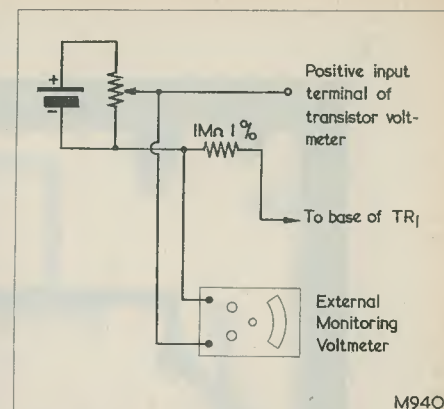 +
-
Positive input
terminal of
transistor volt-
meter
1MΩ 1%
To base of TR1
External
Monitoring
Voltmeter
M940